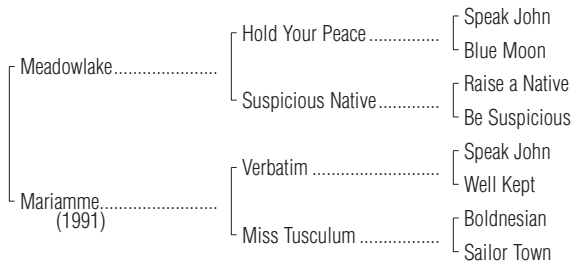 Speak John
Hold Your Peace...............
Blue Moon
Meadowlake......................
Raise a Native
Suspicious Native.............
Be Suspicious
Speak John
Verbatim ..........................
Well Kept
Mariamme.........................
(1991)
Boldnesian
Miss Tusculum .................
Sailor Town